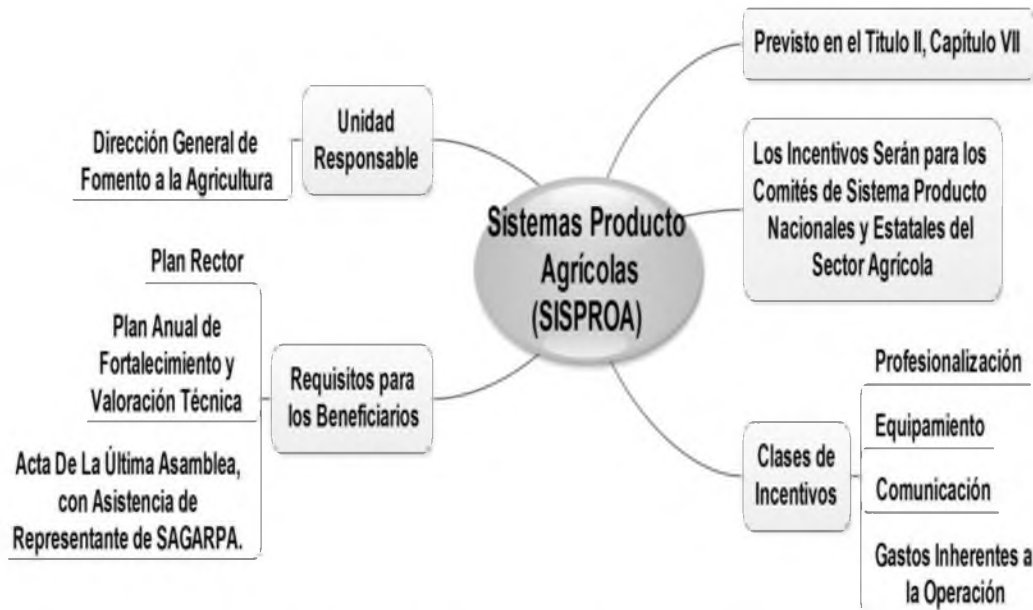 Sistemas Producto
Agrícolas
(SISPROA)
Previsto en el Titulo II, Capítulo VII
Los Incentivos Serán para los
Comités de Sistema Producto
Nacionales y Estatales del
Sector Agrícola
Clases de
Incentivos
Profesionalización
Equipamiento
Comunicación
Gastos Inherentes a
la Operación
Unidad
Responsable
Dirección General de
Fomento a la Agricultura
Requisitos para
los Beneficiarios
Plan Rector
Plan Anual de
Fortalecimiento y
Valoración Técnica
Acta De La Última Asamblea,
con Asistencia de
Representante de SAGARPA.